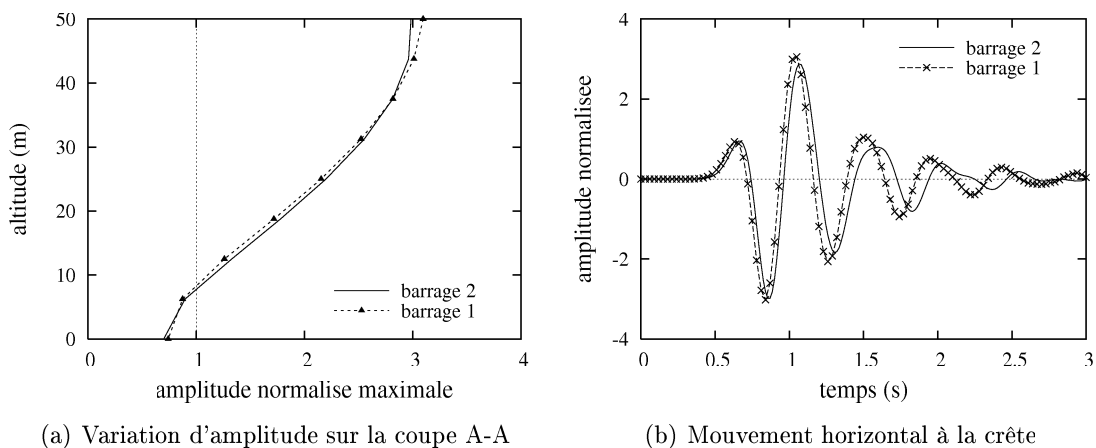 50
40
30
20
10
0
altitude (m)
0 1 2 3 4
amplitude normalise maximale
barrage 2
barrage 1
(a) Variation d'amplitude sur la coupe A-A
4
2
0
-2
-4
amplitude normalisee
0 0.5 1 1.5 2 2.5 3
temps (s)
barrage 2
barrage 1
(b) Mouvement horizontal à la crête